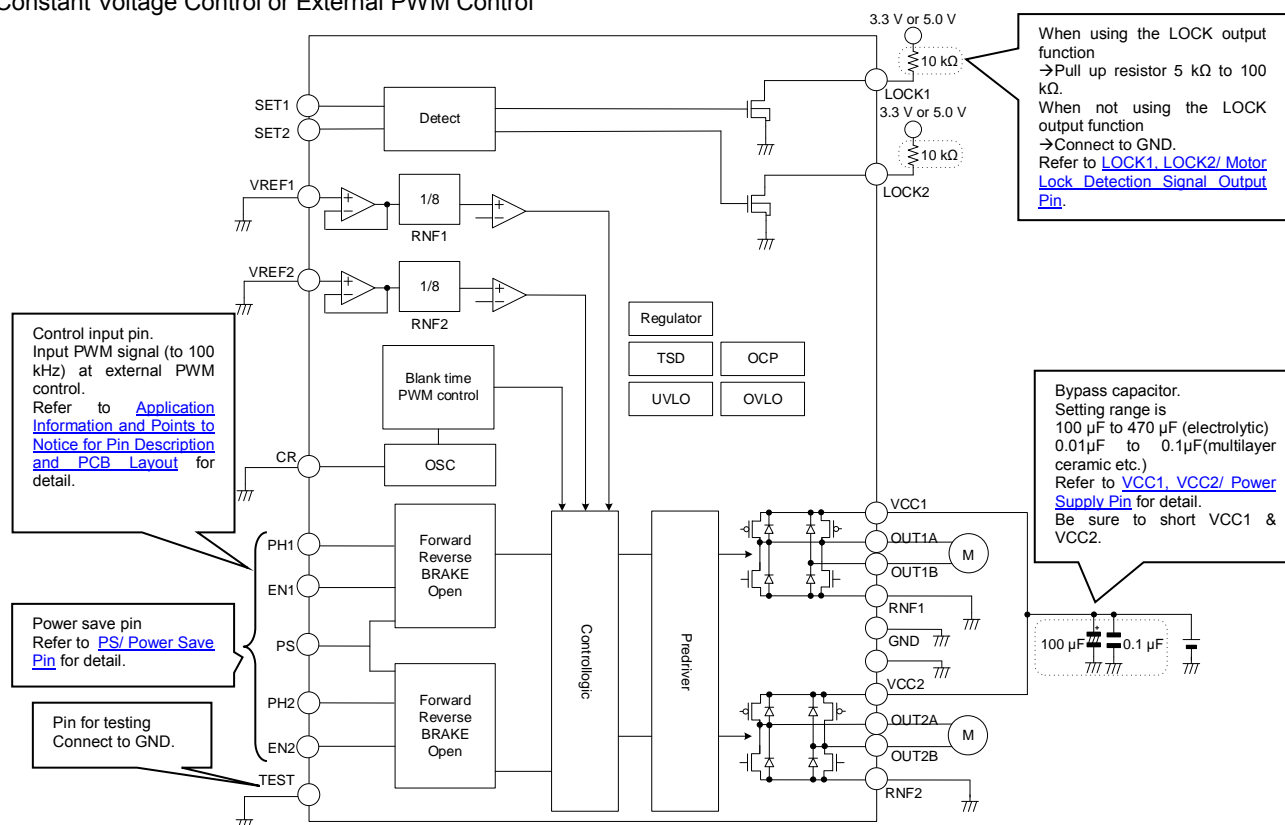 Constant Voltage Control or External PWM Control
3.3 V or 5.0 V
10 kΩ
LOCK1
3.3 V or 5.0 V
10 kΩ
LOCK2
When using the LOCK output
function
→Pull up resistor 5 kΩ to 100
kΩ.
When not using the LOCK
output function
→Connect to GND.
Refer to LOCK1, LOCK2/ Motor
Lock Detection Signal Output
Pin.
SET1
SET2
Detect
VREF1
1/8
RNF1
VREF2
1/8
RNF2
Regulator
TSD
OCP
UVLO
OVLO
Control input pin.
Input PWM signal (to 100
kHz) at external PWM
control.
Refer to Application
Information and Points to
Notice for Pin Description
and PCB Layout for
detail.
Blank time
PWM control
CR
OSC
Bypass capacitor.
Setting range is
100 µF to 470 µF (electrolytic)
0.01µF to 0.1µF(multilayer
ceramic etc.)
Refer to VCC1, VCC2/ Power
Supply Pin for detail.
Be sure to short VCC1 &
VCC2.
PH1
EN1
PS
PH2
EN2
TEST
Forward
Reverse
BRAKE
Open
Forward
Reverse
BRAKE
Open
Controllogic
Predriver
VCC1
OUT1A
M
OUT1B
RNF1
GND
VCC2
OUT2A
M
OUT2B
RNF2
100 µF
0.1 µF
Power save pin
Refer to PS/ Power Save
Pin for detail.
Pin for testing
Connect to GND.